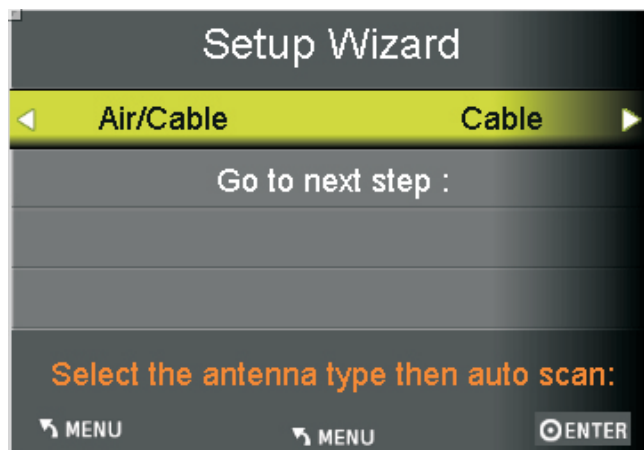 Setup Wizard
Air/Cable Cable
Go to next step :
Select the antenna type then auto scan:
MENU MENU ENTER